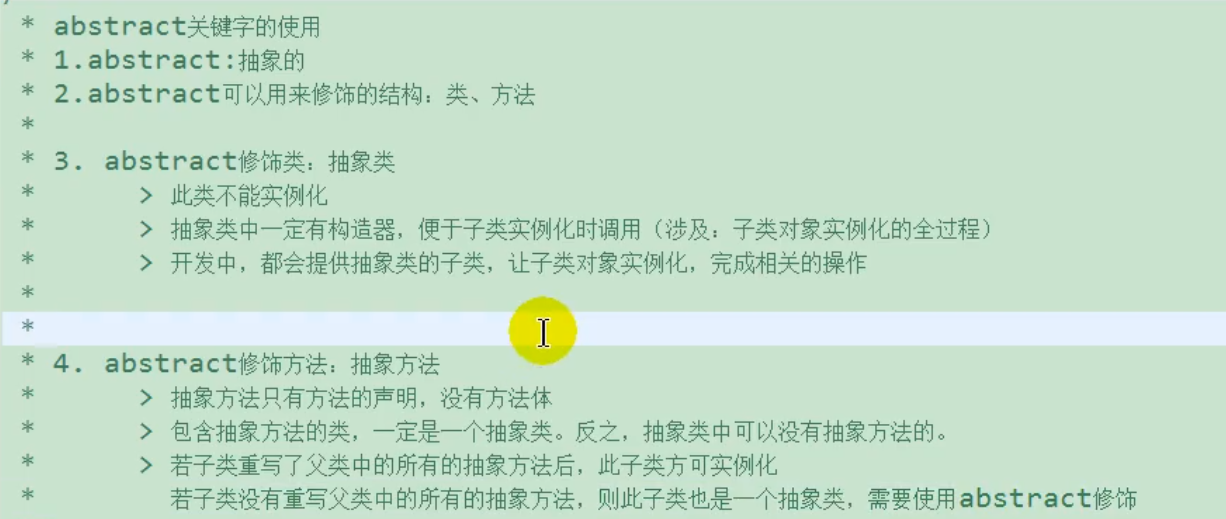 * abstract关键字的使用
* 1.abstract:抽象的
* 2.abstract可以用来修饰的结构：类、方法
*
* 3. abstract修饰类：抽象类
* > 此类不能实例化
* > 抽象类中一定有构造器，便于子类实例化时调用（涉及：子类对象实例化的全过程）
* > 开发中，都会提供抽象类的子类，让子类对象实例化，完成相关的操作
*
*
* 4. abstract修饰方法：抽象方法
* > 抽象方法只有方法的声明，没有方法体
* > 包含抽象方法的类，一定是一个抽象类。反之，抽象类中可以没有抽象方法的。
* > 若子类重写了父类中的所有的抽象方法后，此子类方可实例化
* 若子类没有重写父类中的所有的抽象方法，则此子类也是一个抽象类，需要使用abstract修饰